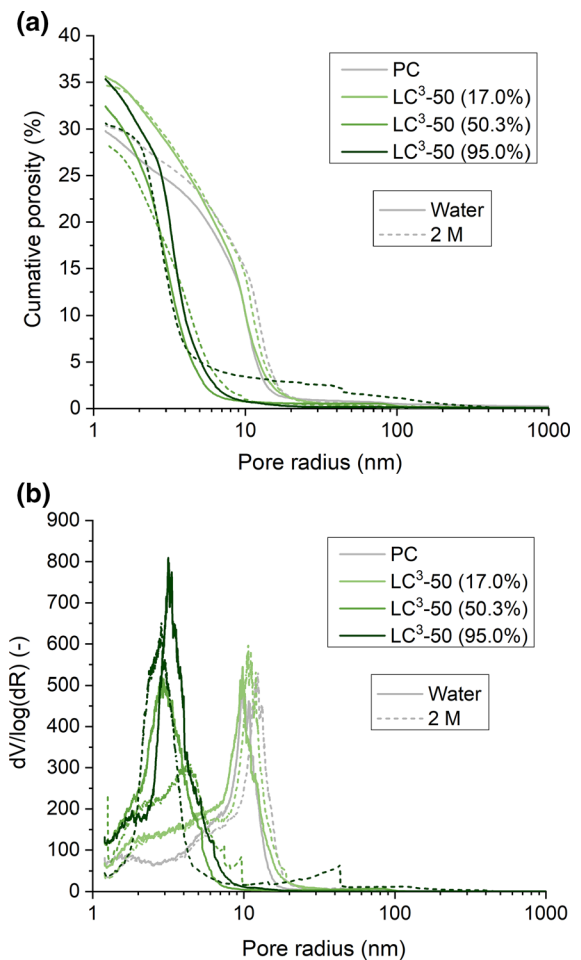 (a)
40
35
30
25
20
15
10
5
0
Cumative porosity (%)
PC
LC³-50 (17.0%)
LC³-50 (50.3%)
LC³-50 (95.0%)
Water
2 M
1 10 100 1000
Pore radius (nm)
(b)
900
800
700
600
500
400
300
200
100
0
dV/log(dR) (-)
PC
LC³-50 (17.0%)
LC³-50 (50.3%)
LC³-50 (95.0%)
Water
2 M
1 10 100 1000
Pore radius (nm)